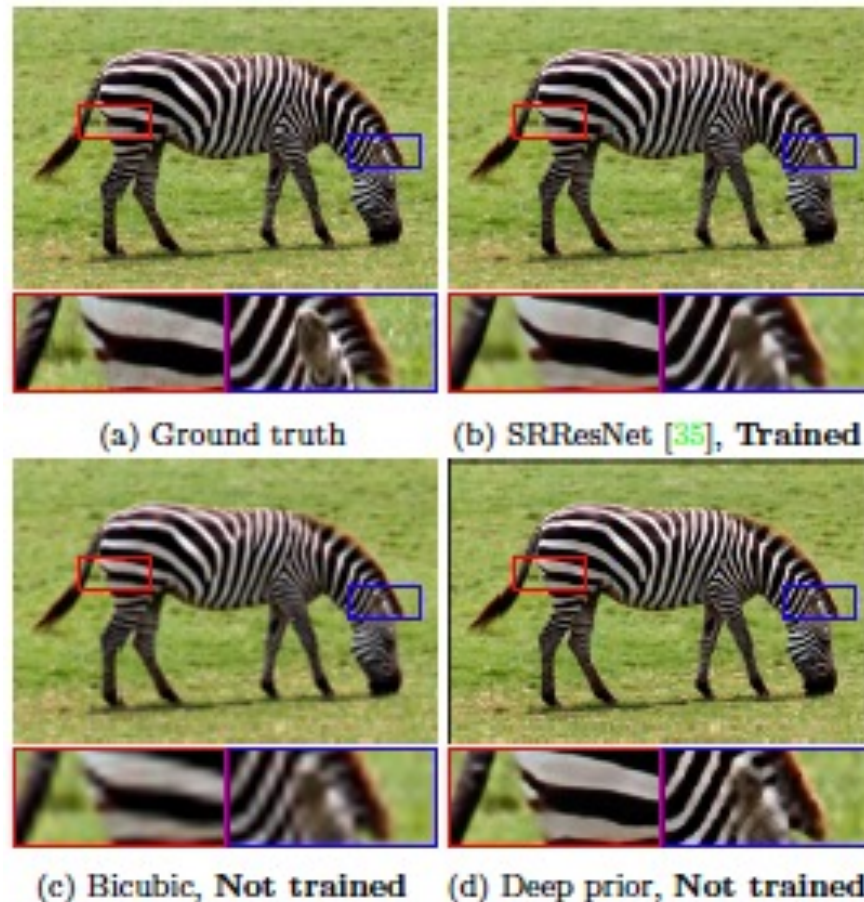 (a) Ground truth
(b) SRResNet [35], Trained
(c) Bicubic, Not trained
(d) Deep prior, Not trained